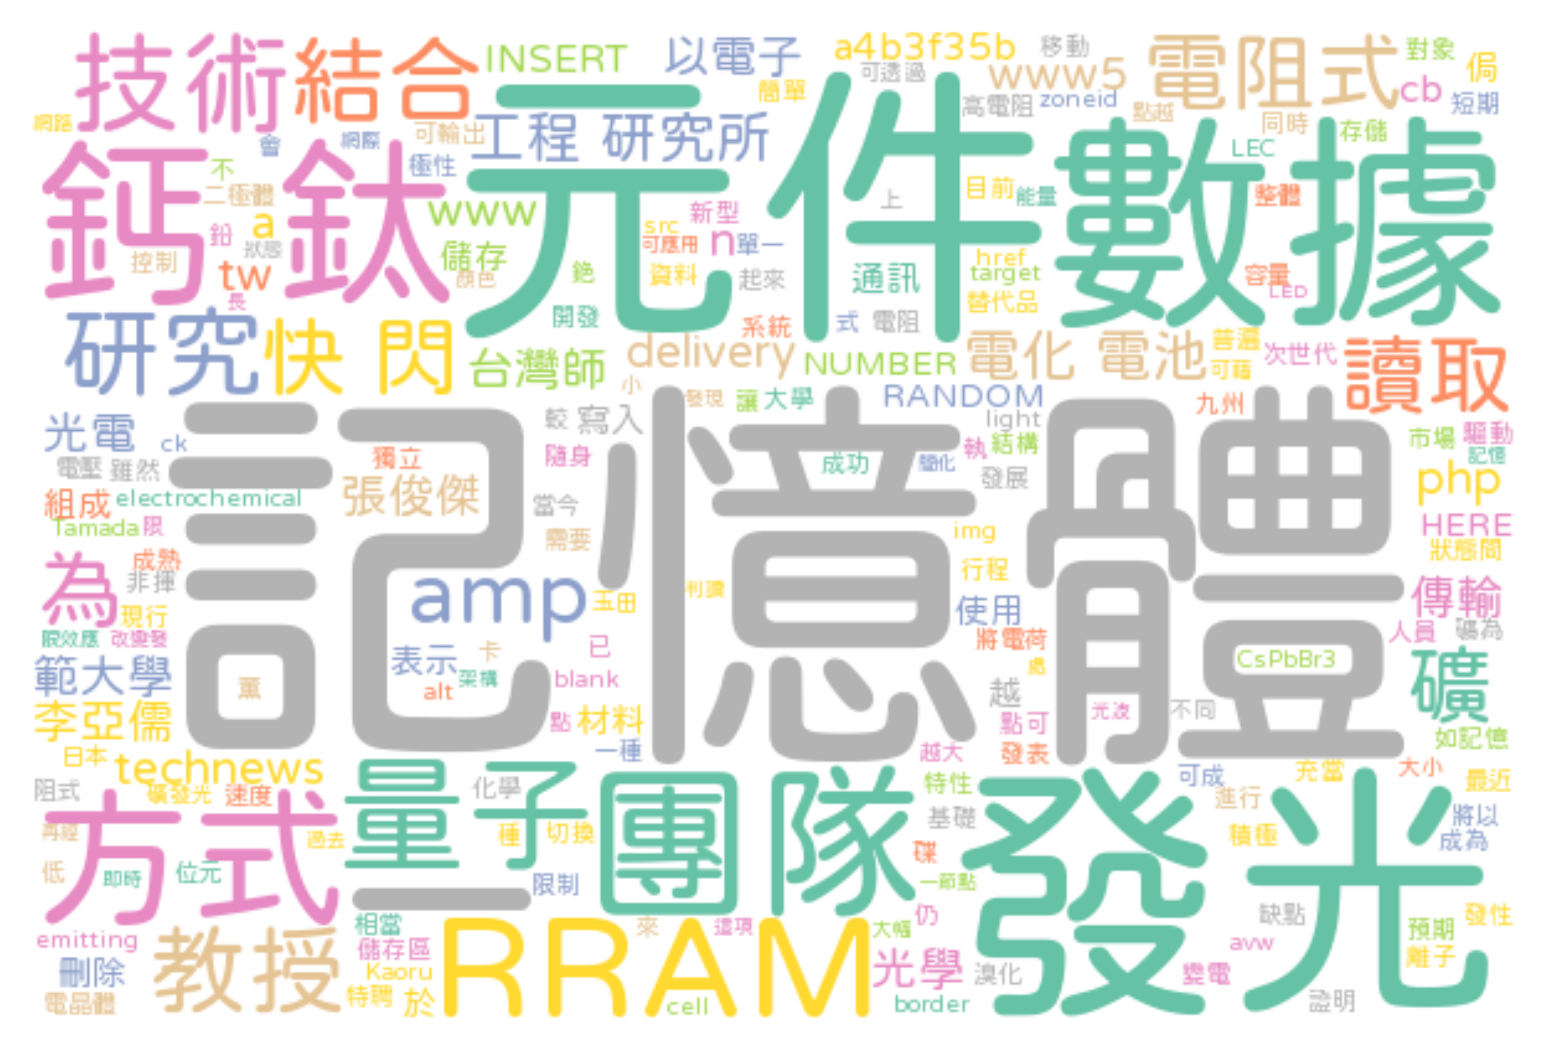 技術
結合
INSERT
以電子
a4b3f35b
移動
電阻式
對象
侷
網路
會
網際
可輸出
工程 研究所
簡單
可透過
www5
高電阻
zoneid
點越
cb
短期
同時
存儲
鈣鈦
不
二極體
極性
元件
LEC
數據
鉛
a
狀態
控制
tw
長
www
儲存
顏色
src
新型
可應用
n
單一
鋰
資料
起來
上
目前
能量
通訊
href
target
替代品
整體
容量
LED
研究
快 閃
開發
系統
式
電阻
台灣師
delivery
NUMBER
電化 電池
普遍
可藉
次世代
讀取
小
發現
讓
大學
RANDOM
light
九州
光電
ck
電壓
雖然
較
寫入
隨身
獨立
成功
簡化
執
結構
發展
市場
驅動
記憶
記憶體
組成
electrochemical
張俊傑
當今
php
Tamada
限
需要
img
HERE
狀態間
成熟
非揮
為
amp
玉田
行程
現行
使用
傳輸
限效應
改變發
將電荷
人員
礦為
範大學
表示
卡
已
架構
alt
blank
薰
處
CsPbBr3
礦
李亞儒
點
材料
越
點可
元波
不同
一種
越大
發表
如記憶
日本
technews
阻式
礦發光
速度
量子
化學
團隊
特性
可成
充當
大小
最近
方式
再經
過去
種
切換
基礎
進行
積極
將以
成為
發光
低
即時
位元
限制
碟
一節點
一
相當
來
這項
大幅
仍
缺點
預期
發性
emitting
教授
儲存區
RRAM
光學
avw
刪除
Kaoru
溴化
變電
離子
電晶體
特聘
於
cell
border
證明